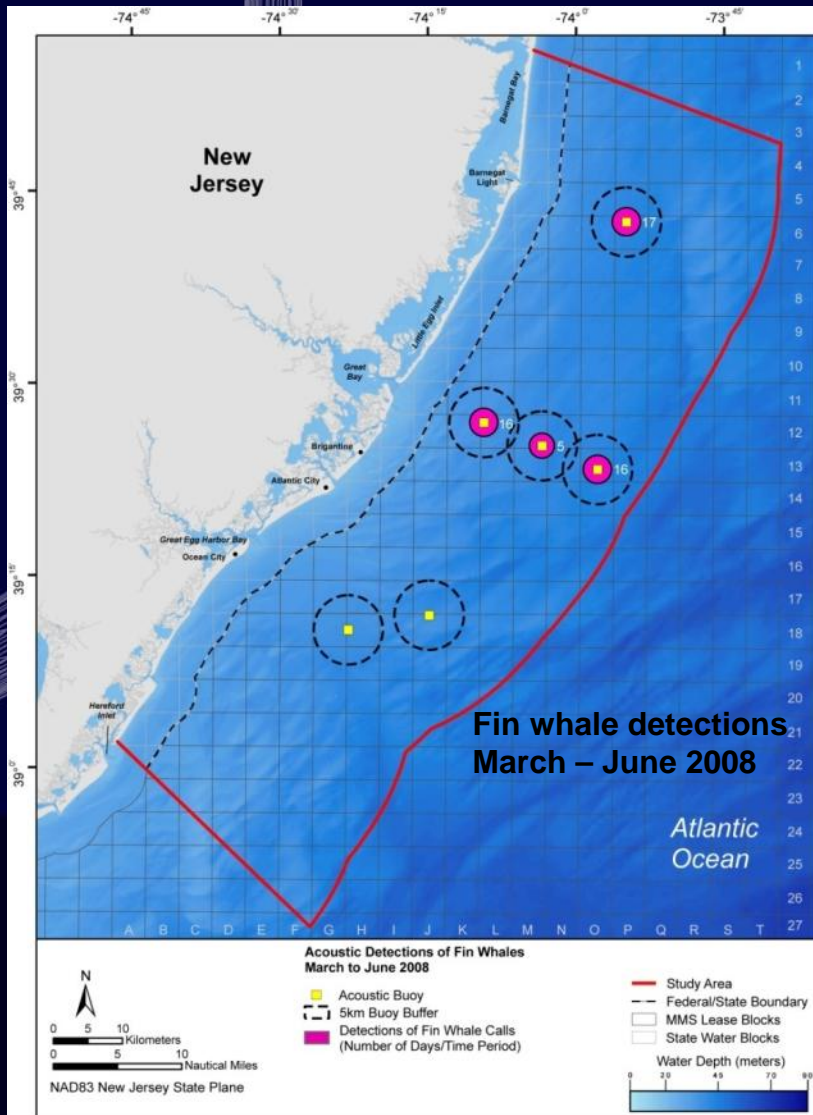 -74° 45'
-74° 30'
-74° 15'
-74° 0'
-73° 45'
39° 45'
39° 30'
39° 15'
39° 0'
New
Jersey
Barnegat Bay
Barnegat
Light
Little Egg Inlet
Great
Bay
Brigantine
Atlantic City
Great Egg Harbor Bay
Ocean City
Hereford
Inlet
17
16
5
16
1
2
3
4
5
6
7
8
9
10
11
12
13
14
15
16
17
18
19
20
21
22
23
24
25
26
27
Fin whale detections
March – June 2008
Atlantic
Ocean
A B C D E F G H I J K L M N O P Q R S T
Acoustic Detections of Fin Whales
March to June 2008
Acoustic Buoy
5km Buoy Buffer
Detections of Fin Whale Calls
(Number of Days/Time Period)
N
0 5 10
Kilometers
0 5 10
Nautical Miles
NAD83 New Jersey State Plane
Study Area
Federal/State Boundary
MMS Lease Blocks
State Water Blocks
Water Depth (meters)
0 20 45 70 90